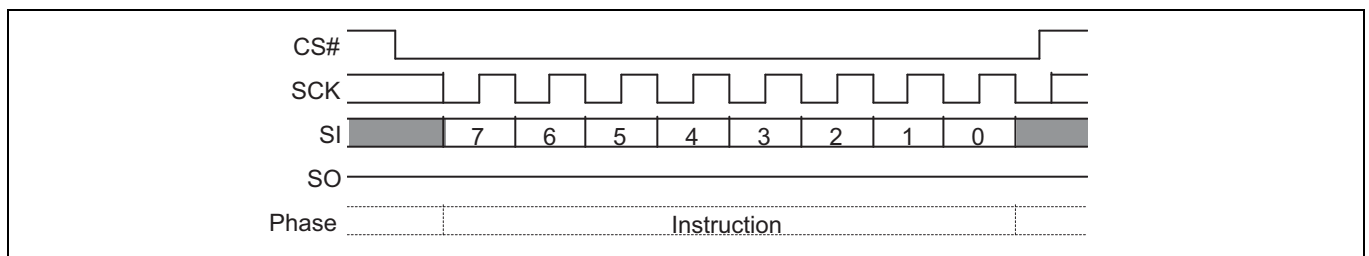 CS#
SCK
SI 7 6 5 4 3 2 1 0
SO
Phase Instruction